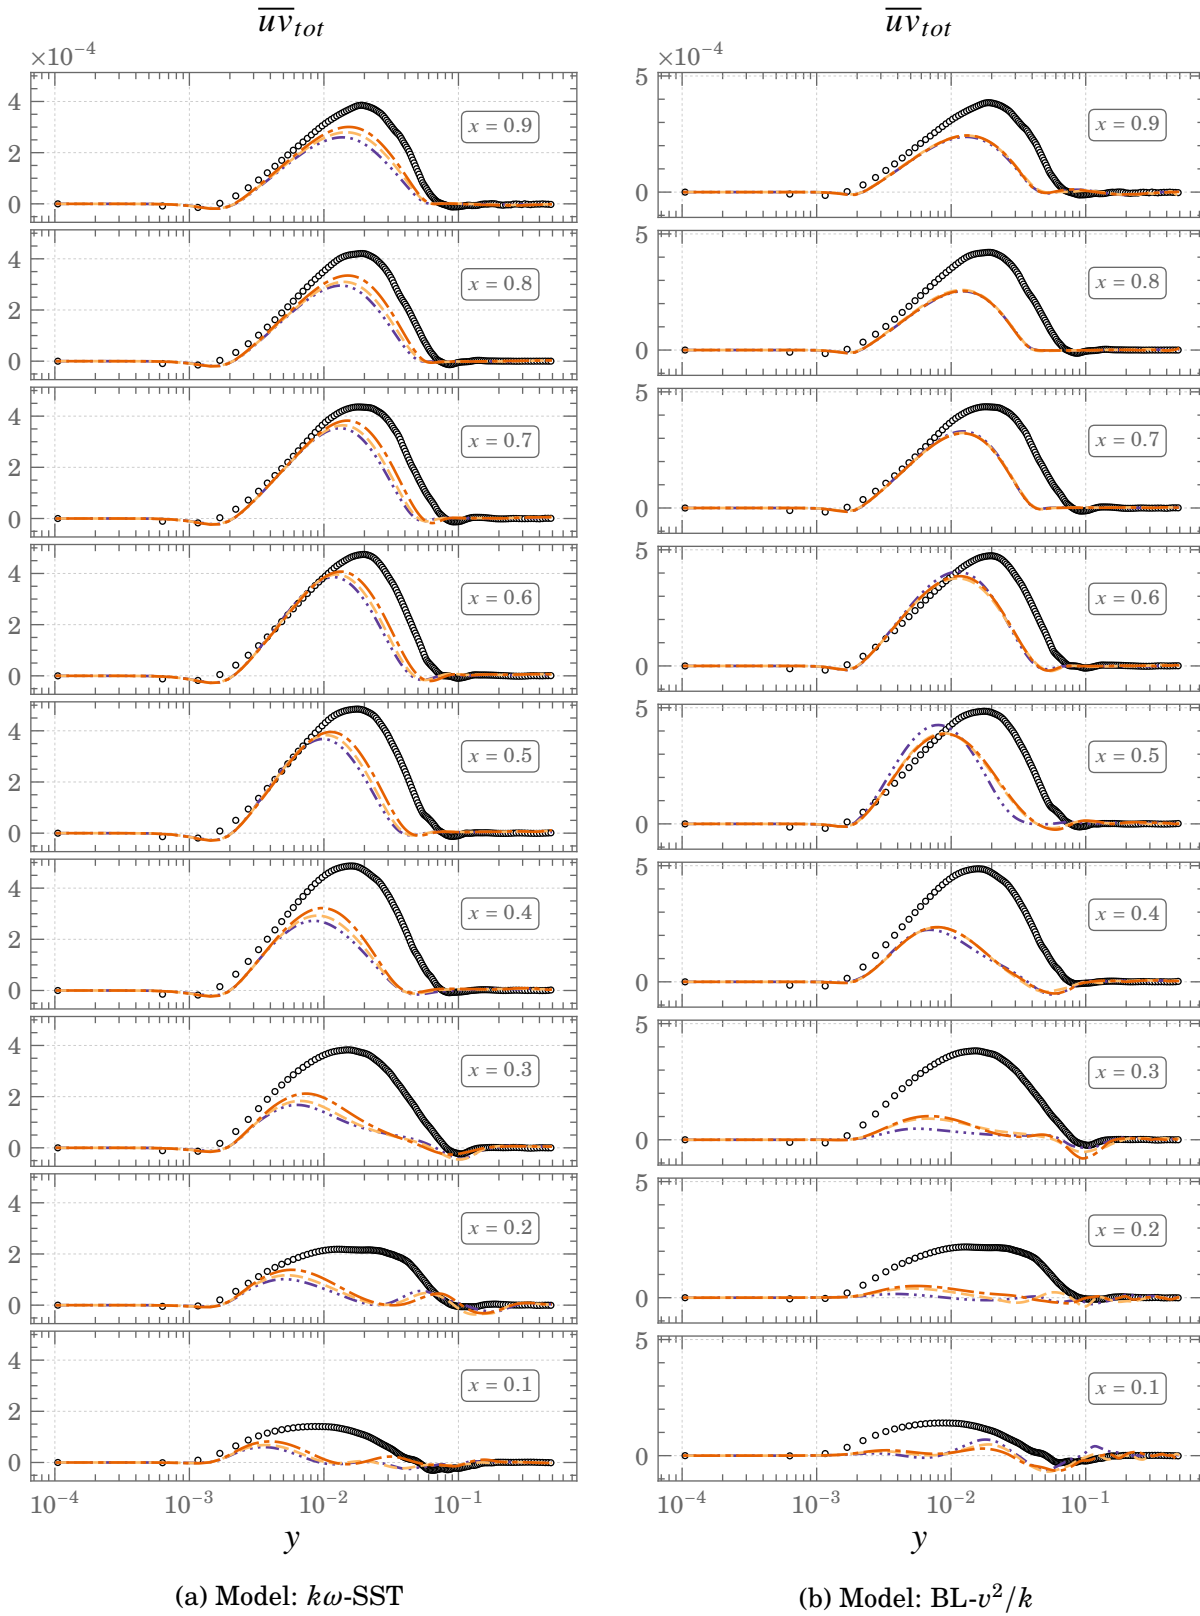 uv_tot
uv_tot
×10⁻⁴
×10⁻⁴
4
2
0
x = 0.9
5
0
x = 0.9
4
2
0
x = 0.8
5
0
x = 0.8
4
2
0
x = 0.7
5
0
x = 0.7
4
2
0
x = 0.6
5
0
x = 0.6
4
2
0
x = 0.5
5
0
x = 0.5
4
2
0
x = 0.4
5
0
x = 0.4
4
2
0
x = 0.3
5
0
x = 0.3
4
2
0
x = 0.2
5
0
x = 0.2
4
2
0
x = 0.1
5
0
x = 0.1
10⁻⁴ 10⁻³ 10⁻² 10⁻¹
10⁻⁴ 10⁻³ 10⁻² 10⁻¹
y
y
(a) Model: kω-SST
(b) Model: BL-v²/k